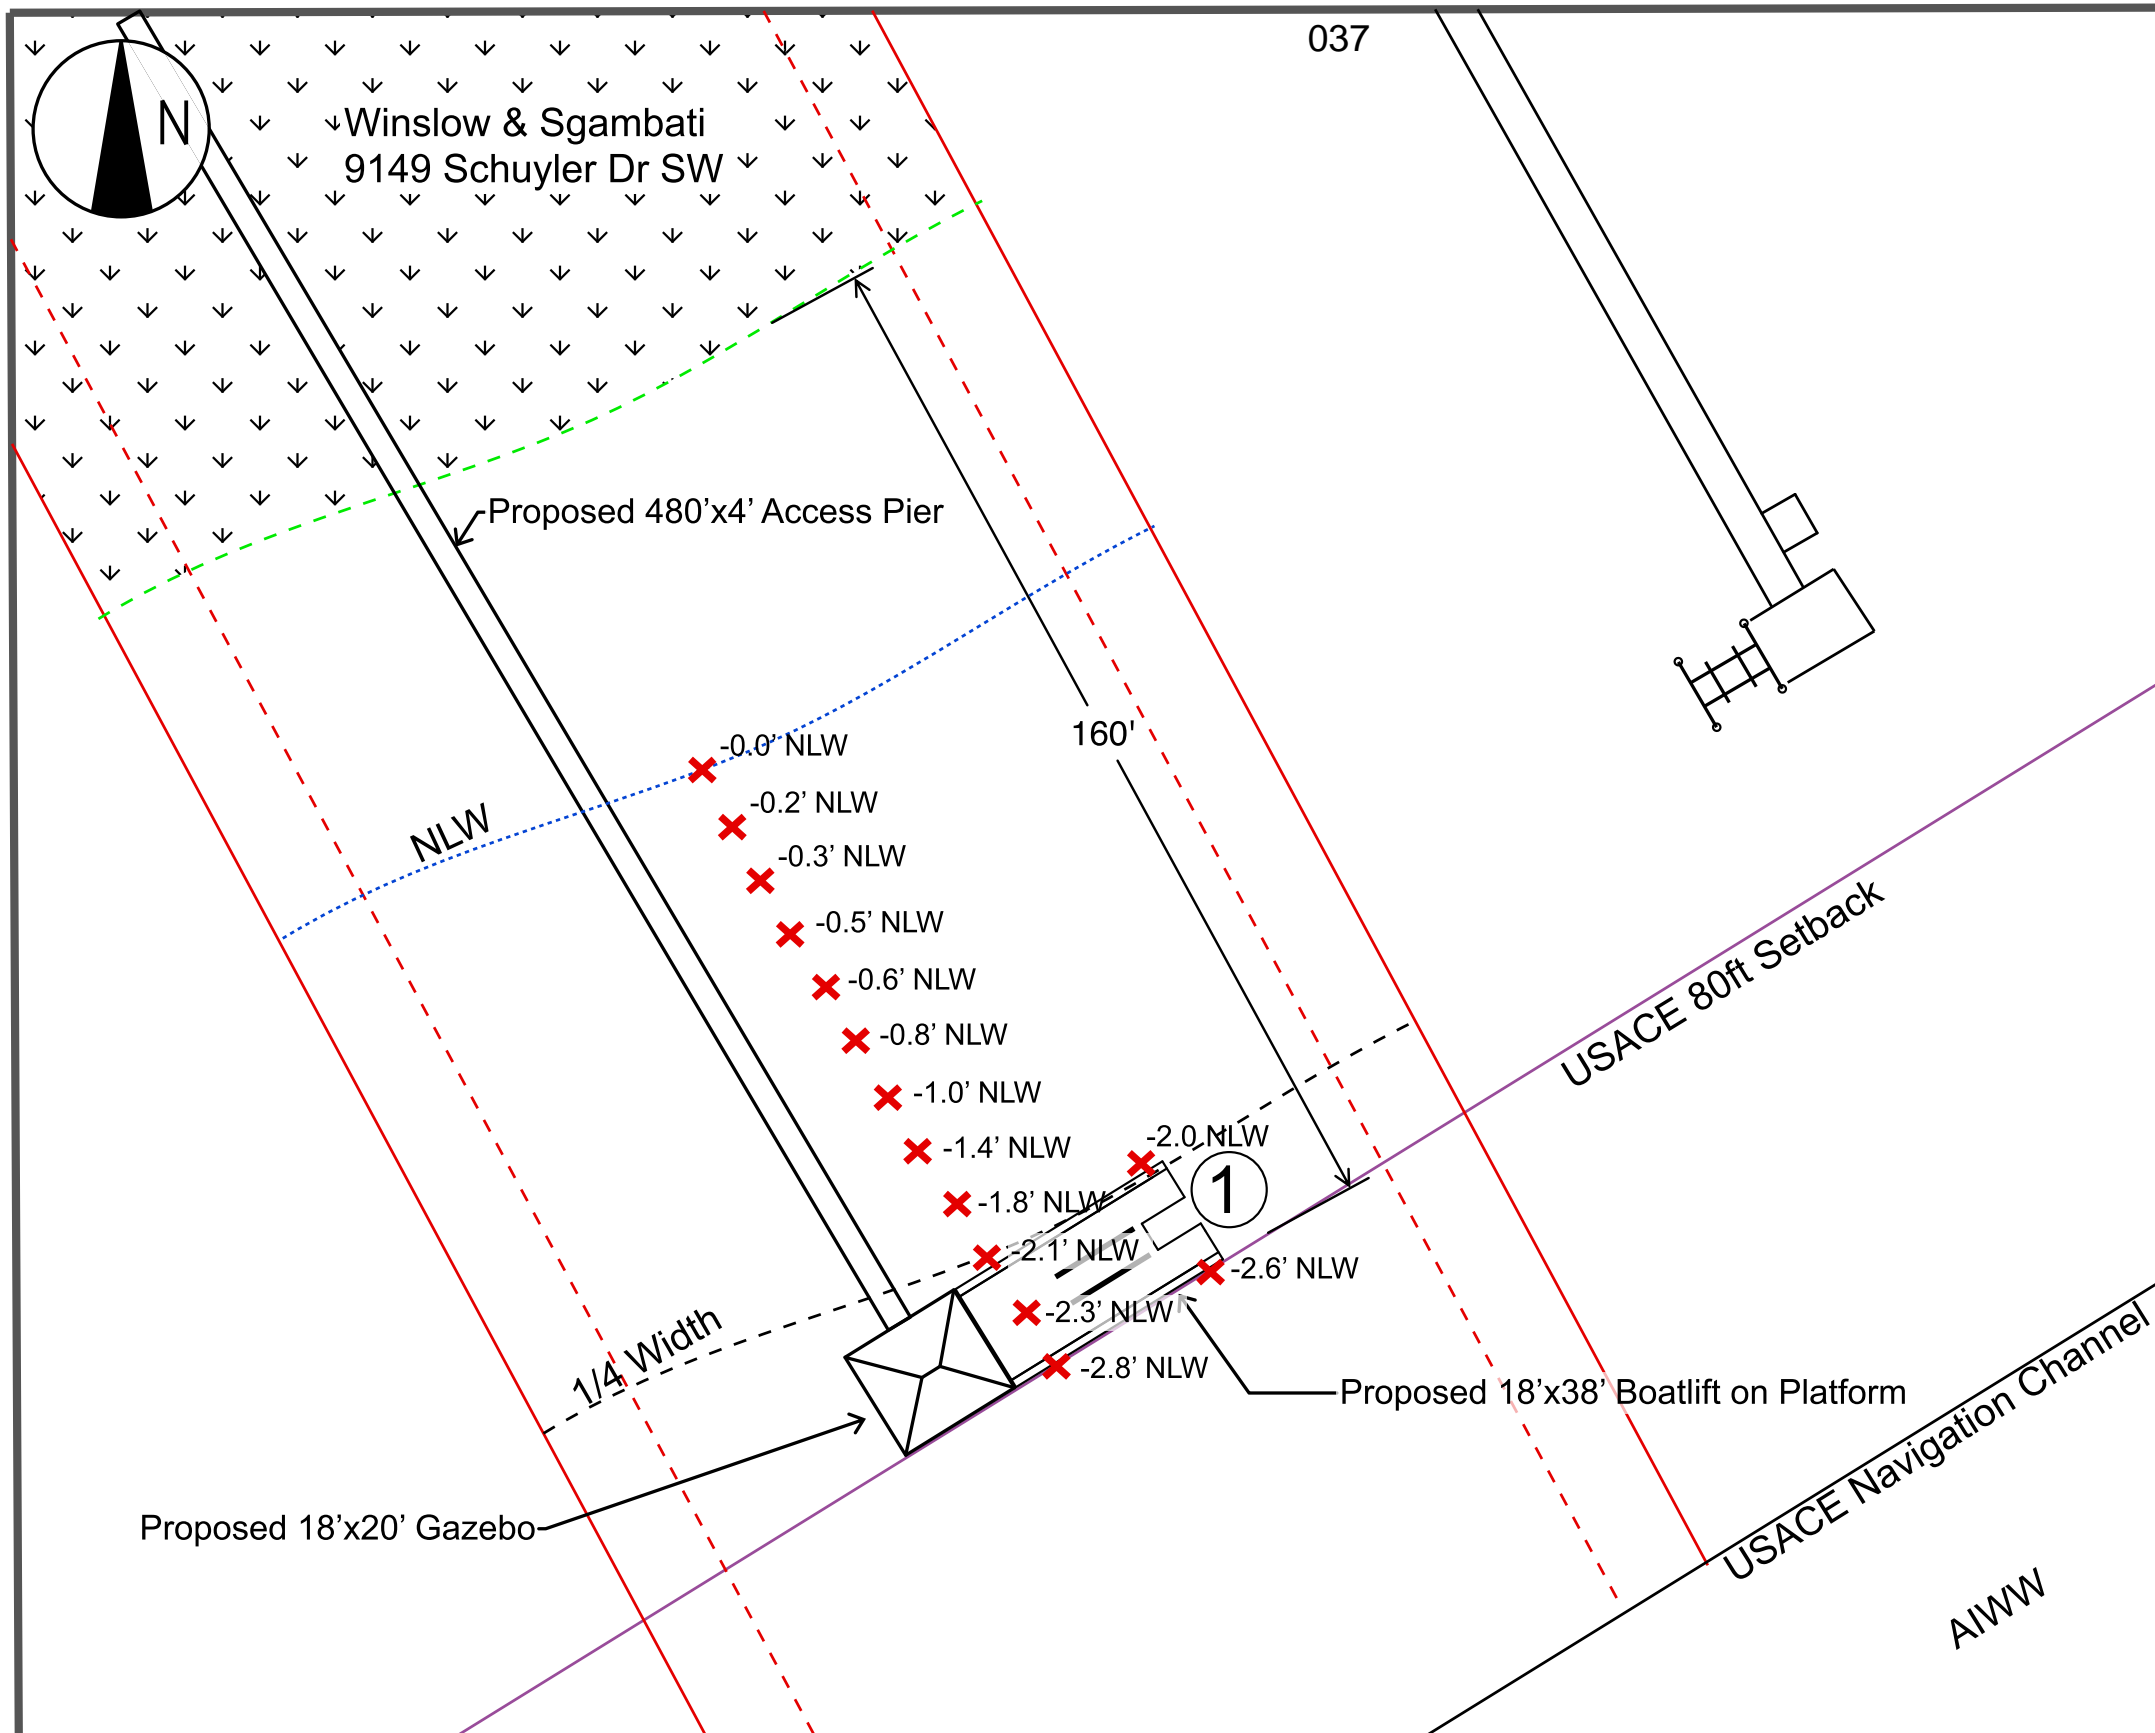 037
N
Winslow & Sgambati
9149 Schuyler Dr SW
Proposed 480’x4’ Access Pier
160'
-0.0’ NLW
-0.2’ NLW
NLW
-0.3’ NLW
-0.5’ NLW
-0.6’ NLW
-0.8’ NLW
-1.0’ NLW
-1.4’ NLW
-2.0 NLW
-1.8’ NLW
1
-2.1’ NLW
-2.6’ NLW
-2.3’ NLW
-2.8’ NLW
USACE 80ft Setback
1/4 Width
Proposed 18’x38’ Boatlift on Platform
USACE Navigation Channel
Proposed 18’x20’ Gazebo
AIWW